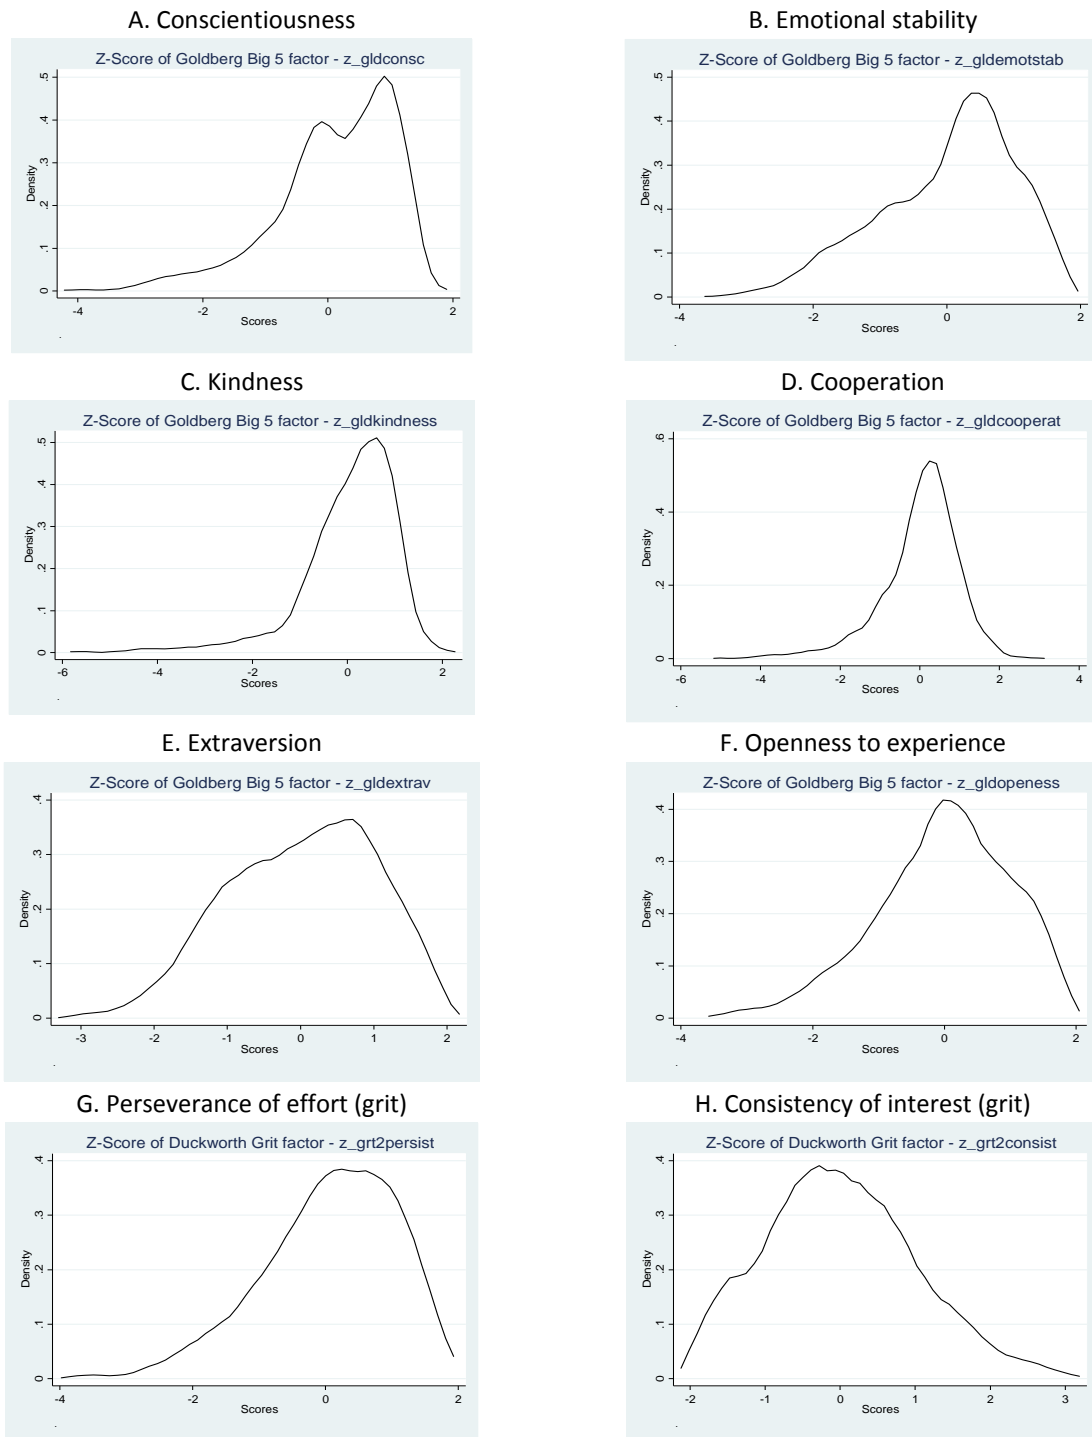 A. Conscientiousness
Z-Score of Goldberg Big 5 factor - z_gldconsc
.5
.4
.3
.2
.1
0
Density
-4 -2 0 2
Scores
.
B. Emotional stability
Z-Score of Goldberg Big 5 factor - z_gldemotstab
.5
.4
.3
.2
.1
0
Density
-4 -2 0 2
Scores
.
C. Kindness
Z-Score of Goldberg Big 5 factor - z_gldkindness
.5
.4
.3
.2
.1
0
Density
-6 -4 -2 0 2
Scores
.
D. Cooperation
Z-Score of Goldberg Big 5 factor - z_gldcooperat
.6
.4
.2
0
Density
-6 -4 -2 0 2 4
Scores
.
E. Extraversion
Z-Score of Goldberg Big 5 factor - z_gldextrav
.4
.3
.2
.1
0
Density
-3 -2 -1 0 1 2
Scores
.
F. Openness to experience
Z-Score of Goldberg Big 5 factor - z_gldopeness
.4
.3
.2
.1
0
Density
-4 -2 0 2
Scores
.
G. Perseverance of effort (grit)
Z-Score of Duckworth Grit factor - z_grt2persist
.4
.3
.2
.1
0
Density
-4 -2 0 2
Scores
.
H. Consistency of interest (grit)
Z-Score of Duckworth Grit factor - z_grt2consist
.4
.3
.2
.1
0
Density
-2 -1 0 1 2 3
Scores
.